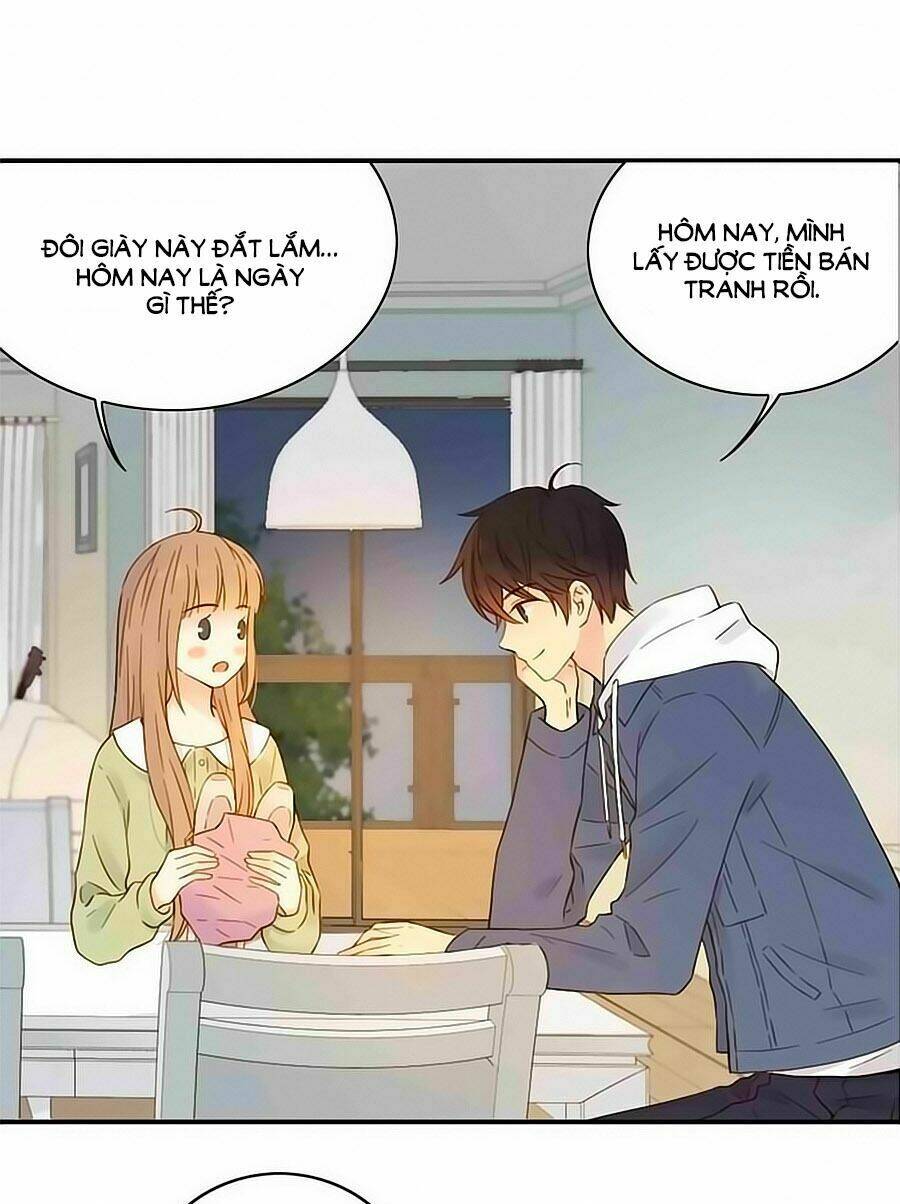 ĐÔI GIÀY NÀY ĐẮT LẮM...
HÔM NAY LÀ NGÀY
GÌ THẾ?
HÔM NAY, MÌNH
LẤY ĐƯỢC TIỀN BÁN
TRANH RỒI.